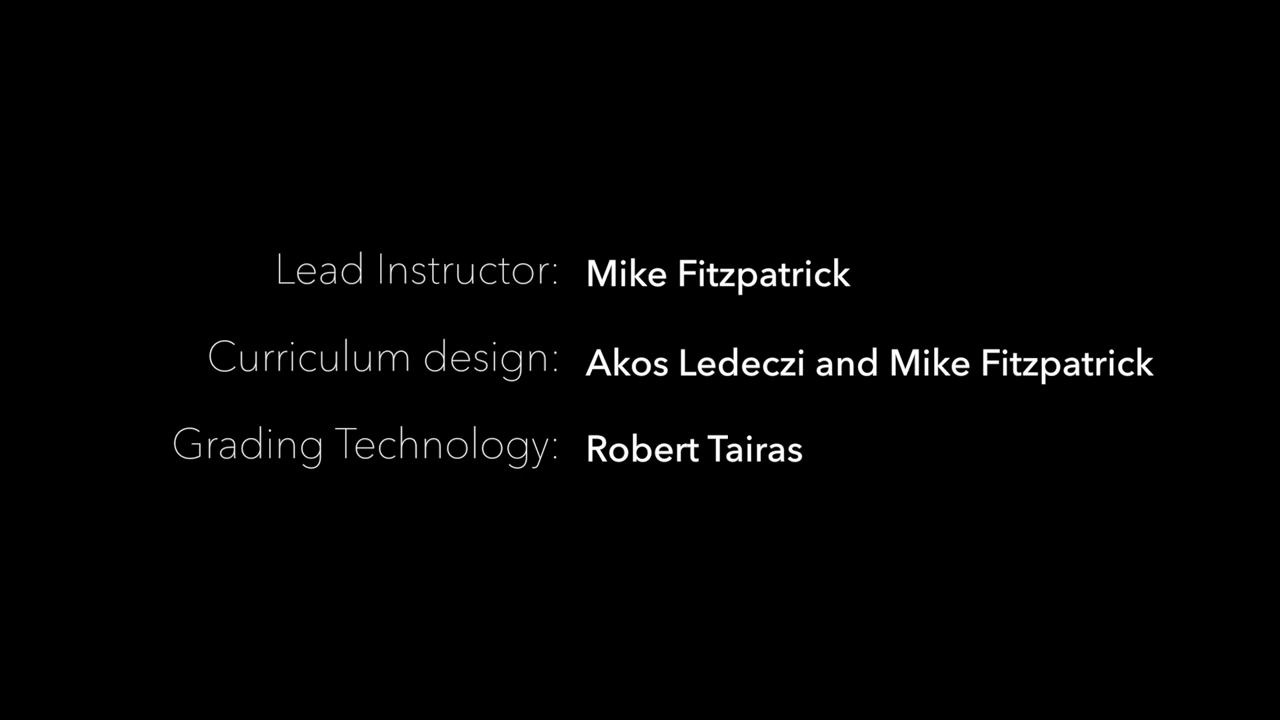 Lead Instructor: Mike Fitzpatrick
Curriculum design: Akos Ledeczi and Mike Fitzpatrick
Grading Technology: Robert Tairas